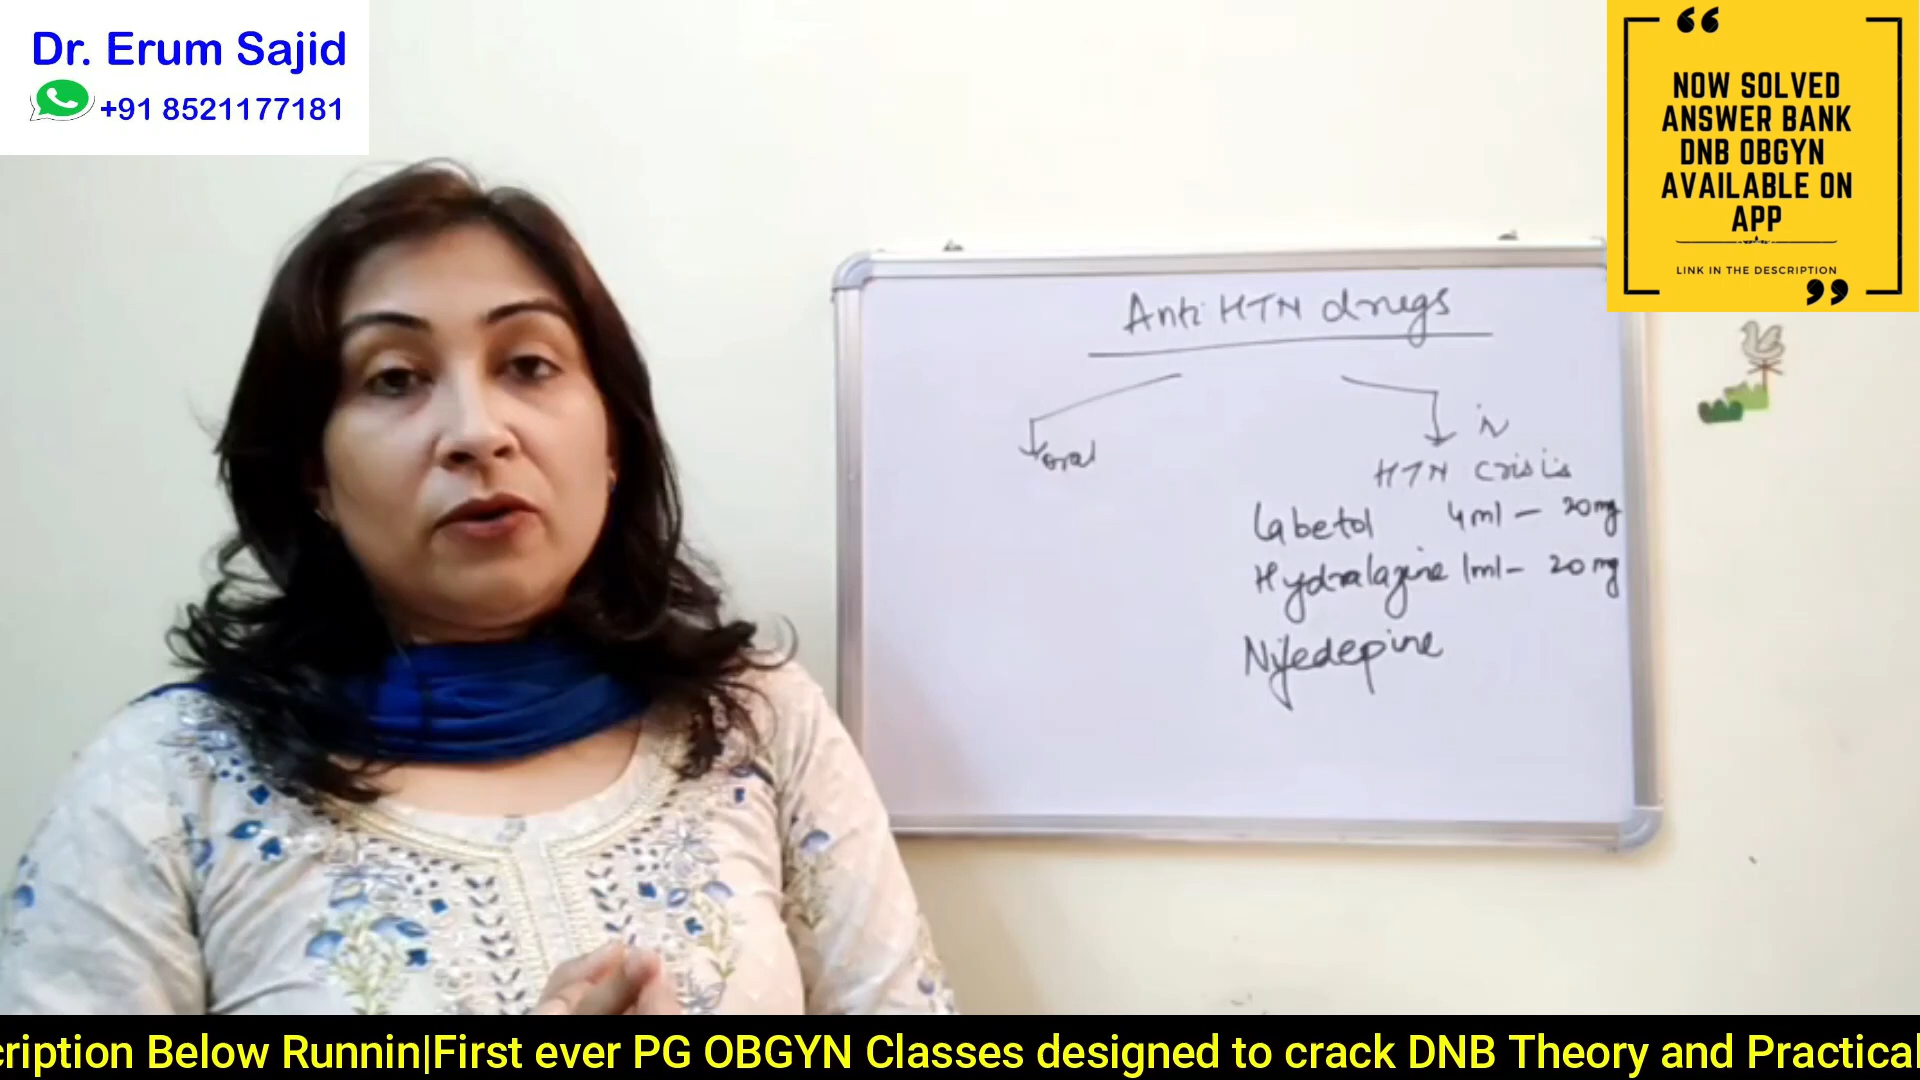 Dr. Erum Sajid
+91 8521177181
“
NOW SOLVED
ANSWER BANK
DNB OBGYN
AVAILABLE ON
APP
LINK IN THE DESCRIPTION
”
Anti HTN drugs
oral
in
HTN crisis
Labetol 4ml - 20mg
Hydralazine 1ml - 20mg
Nifedepine
cription Below Runnin|First ever PG OBGYN Classes designed to crack DNB Theory and Practical